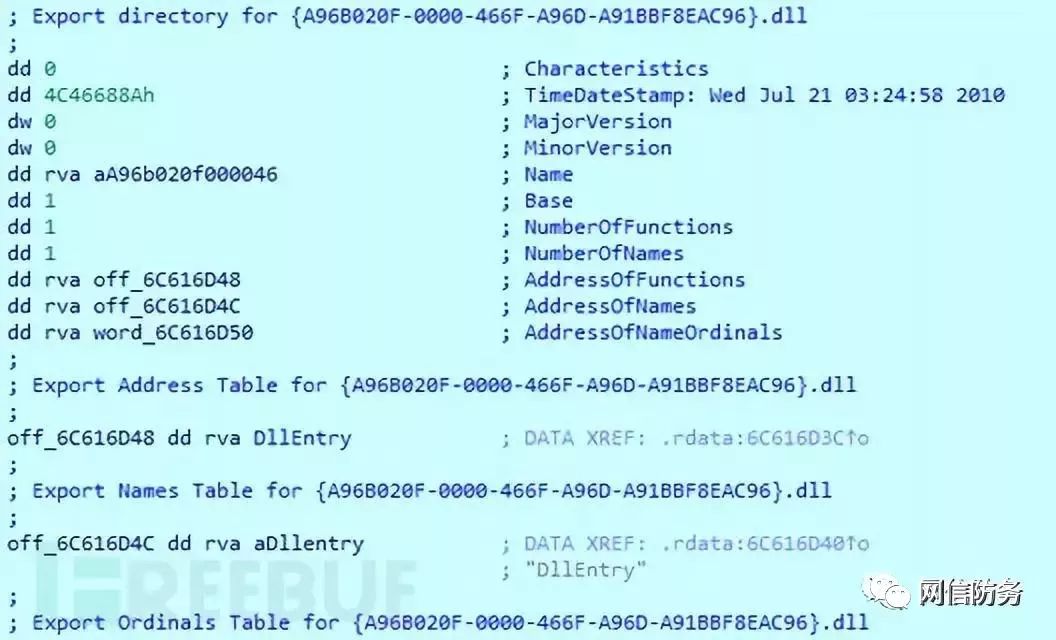 ; Export directory for {A96B020F-0000-466F-A96D-A91BBF8EAC96}.dll
;
dd 0 ; Characteristics
dd 4C46688Ah ; TimeDateStamp: Wed Jul 21 03:24:58 2010
dw 0 ; MajorVersion
dw 0 ; MinorVersion
dd rva aA96b020f000046 ; Name
dd 1 ; Base
dd 1 ; NumberOfFunctions
dd 1 ; NumberOfNames
dd rva off_6C616D48 ; AddressOfFunctions
dd rva off_6C616D4C ; AddressOfNames
dd rva word_6C616D50 ; AddressOfNameOrdinals
;
; Export Address Table for {A96B020F-0000-466F-A96D-A91BBF8EAC96}.dll
;
off_6C616D48 dd rva DllEntry ; DATA XREF: .rdata:6C616D3C↑o
;
; Export Names Table for {A96B020F-0000-466F-A96D-A91BBF8EAC96}.dll
;
off_6C616D4C dd rva aDllentry ; DATA XREF: .rdata:6C616D40↑o
; "DllEntry"
FREEBUF
网信防务
;
; Export Ordinals Table for {A96B020F-0000-466F-A96D-A91BBF8EAC96}.dll